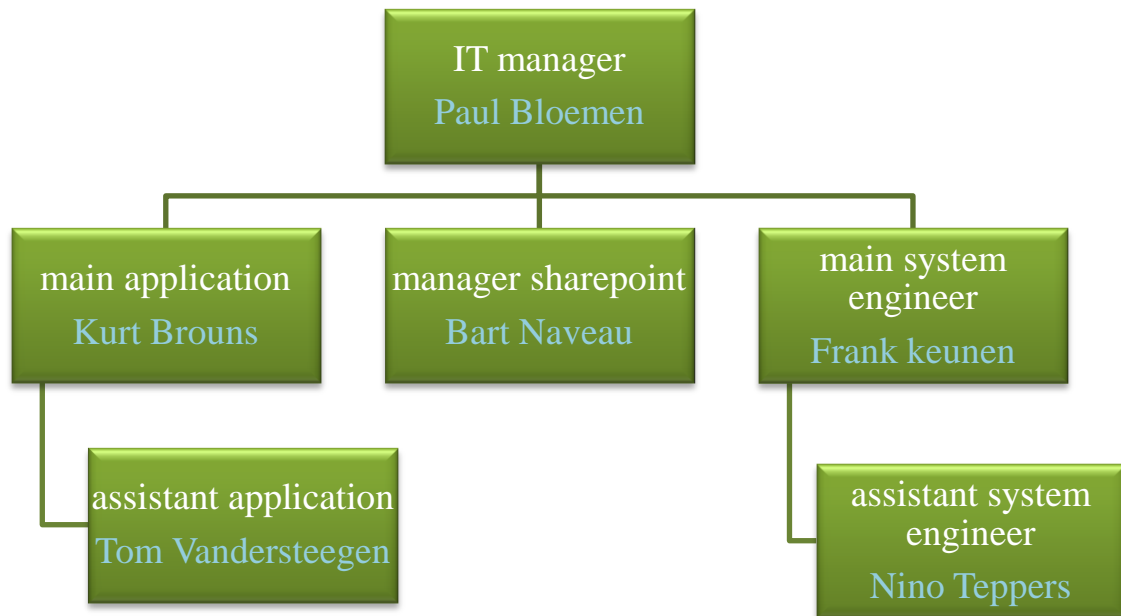 IT manager
Paul Bloemen
main application
Kurt Brouns
manager sharepoint
Bart Naveau
main system
engineer
Frank keunen
assistant application
Tom Vandersteegen
assistant system
engineer
Nino Teppers